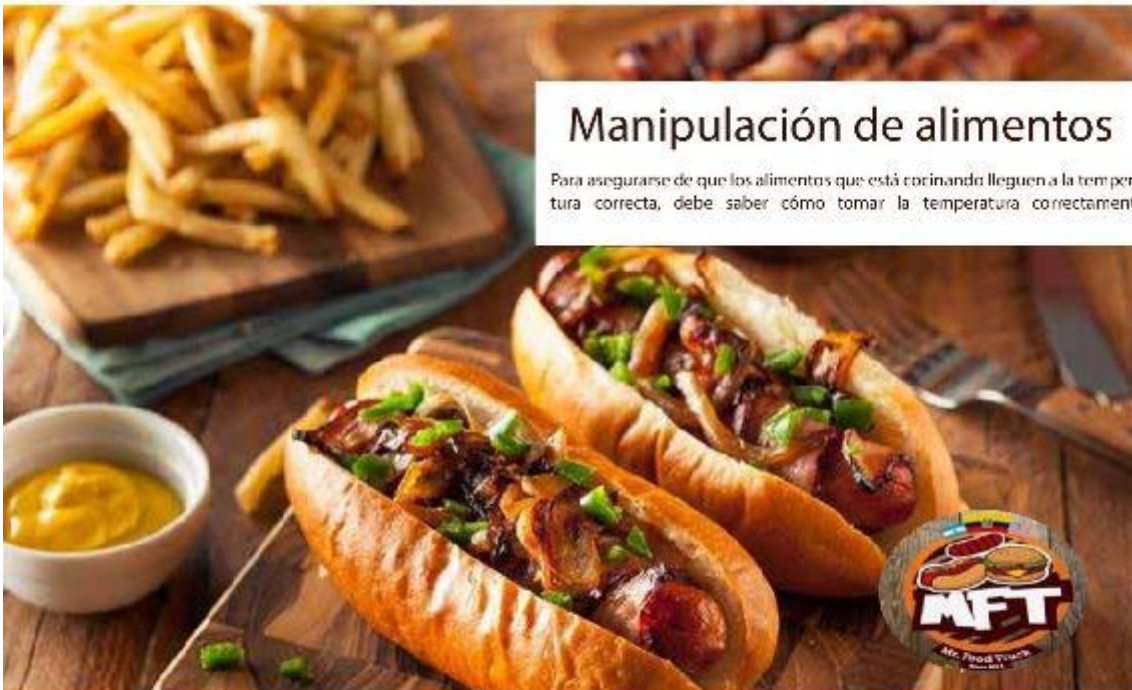 Manipulación de alimentos
Para asegurarse de que los alimentos que está cocinando lleguen a la temper
tura correcta, debe saber cómo tomar la temperatura correctament
MFT
Mr. Food Truck